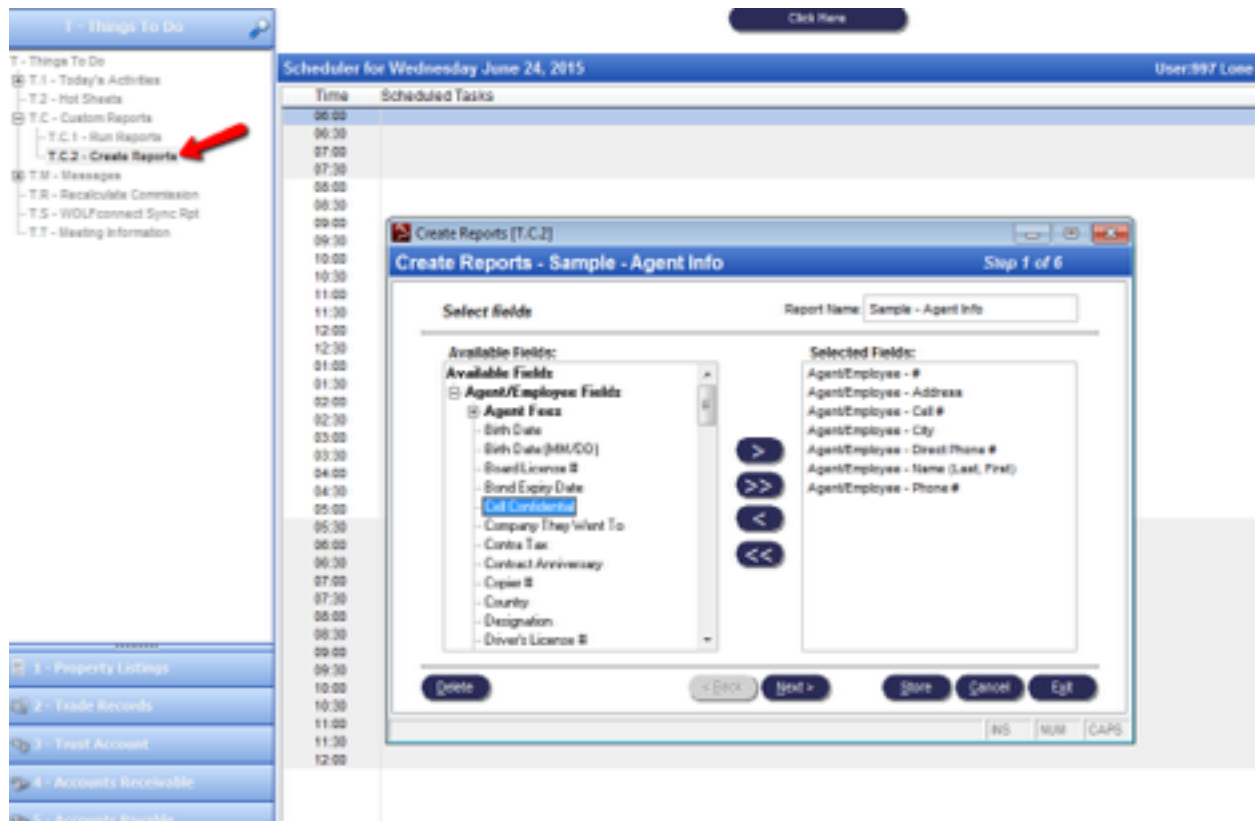 Click Here
T - Things To Do
T - Things To Do
T.1 - Today's Activities
T.2 - Hot Sheets
T.C - Custom Reports
T.C.1 - Run Reports
T.C.2 - Create Reports
T.M - Messages
T.R - Recalculate Commission
T.S - WOLFconnect Sync Rpt
T.T - Meeting Information
1 - Property Listings
2 - Trade Records
3 - Trust Account
4 - Accounts Receivable
5 - Accounts Payable
Scheduler for Wednesday June 24, 2015 User:997 Lone
Time Scheduled Tasks
06:00
06:30
07:00
07:30
08:00
08:30
09:00
09:30
10:00
10:30
11:00
11:30
12:00
12:30
01:00
01:30
02:00
02:30
03:00
03:30
04:00
04:30
05:00
05:30
06:00
06:30
07:00
07:30
08:00
08:30
09:00
09:30
10:00
10:30
11:00
11:30
12:00
Create Reports [T.C.2]
Create Reports - Sample - Agent Info Step 1 of 6
Select fields Report Name: Sample - Agent Info
Available Fields:
Available Fields
Agent/Employee Fields
Agent Fees
Birth Date
Birth Date (MM/DD)
Board License #
Bond Expiry Date
Cell Confidential
Company They Went To
Contra Tax
Contract Anniversary
Copier #
Country
Designation
Driver's License #
>
>>
<
<<
Selected Fields:
Agent/Employee - #
Agent/Employee - Address
Agent/Employee - Cell #
Agent/Employee - City
Agent/Employee - Direct Phone #
Agent/Employee - Name (Last, First)
Agent/Employee - Phone #
Delete < Back Next > Store Cancel Exit
INS NUM CAPS